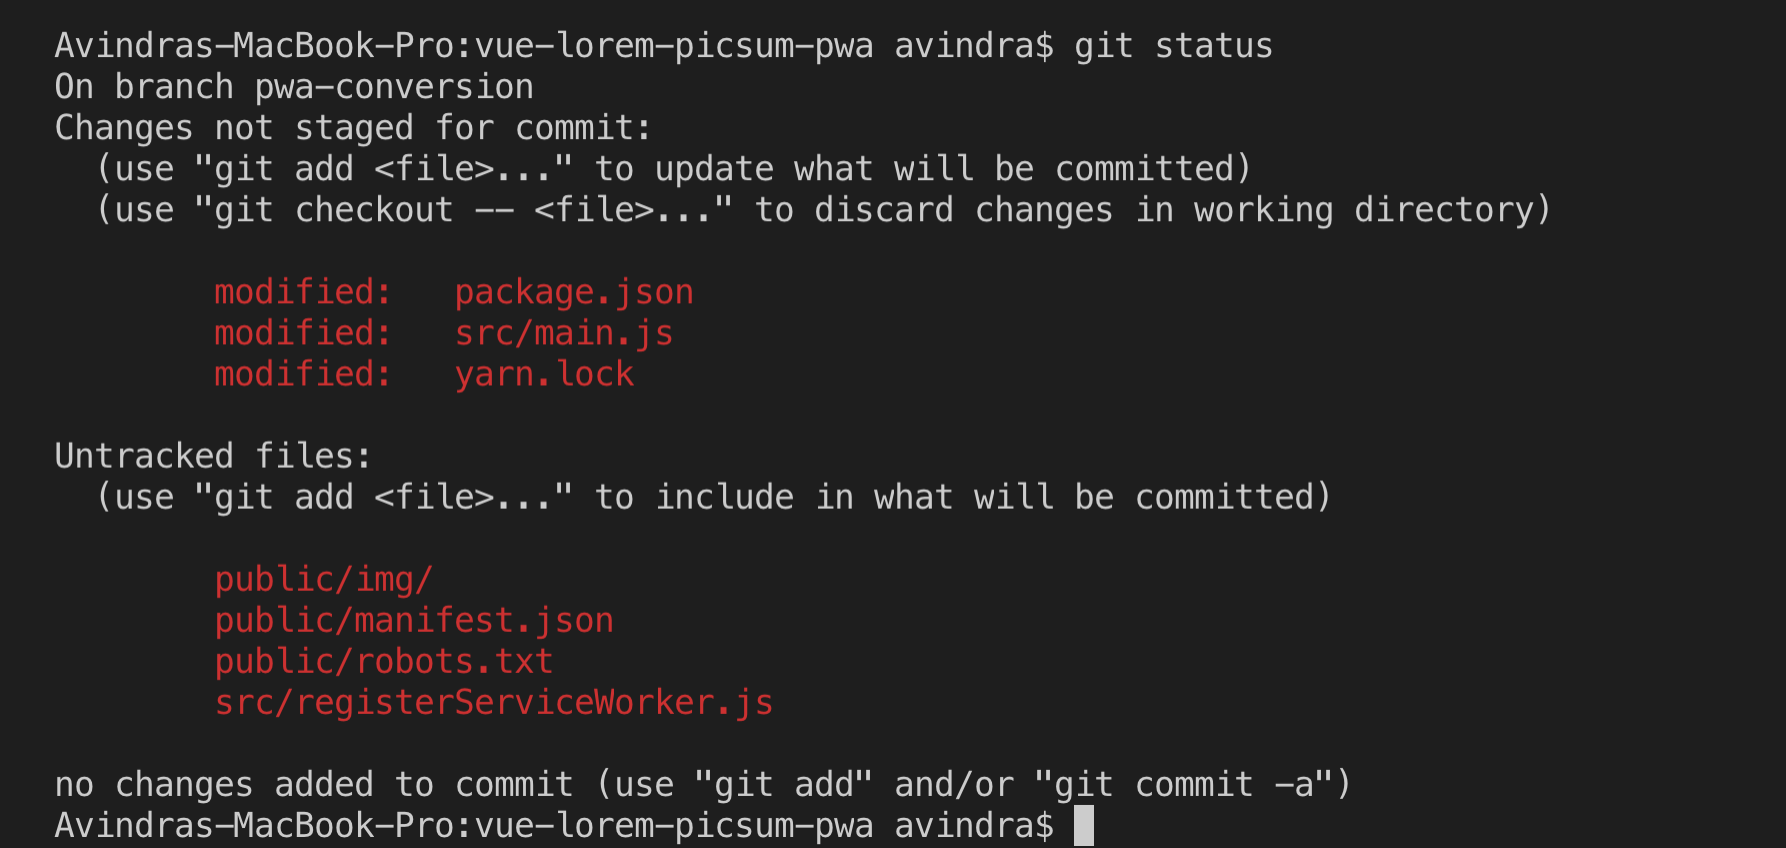 Avindras-MacBook-Pro:vue-lorem-picsum-pwa avindra$ git status
On branch pwa-conversion
Changes not staged for commit:
  (use "git add <file>..." to update what will be committed)
  (use "git checkout -- <file>..." to discard changes in working directory)

        modified:   package.json
        modified:   src/main.js
        modified:   yarn.lock

Untracked files:
  (use "git add <file>..." to include in what will be committed)

        public/img/
        public/manifest.json
        public/robots.txt
        src/registerServiceWorker.js

no changes added to commit (use "git add" and/or "git commit -a")
Avindras-MacBook-Pro:vue-lorem-picsum-pwa avindra$